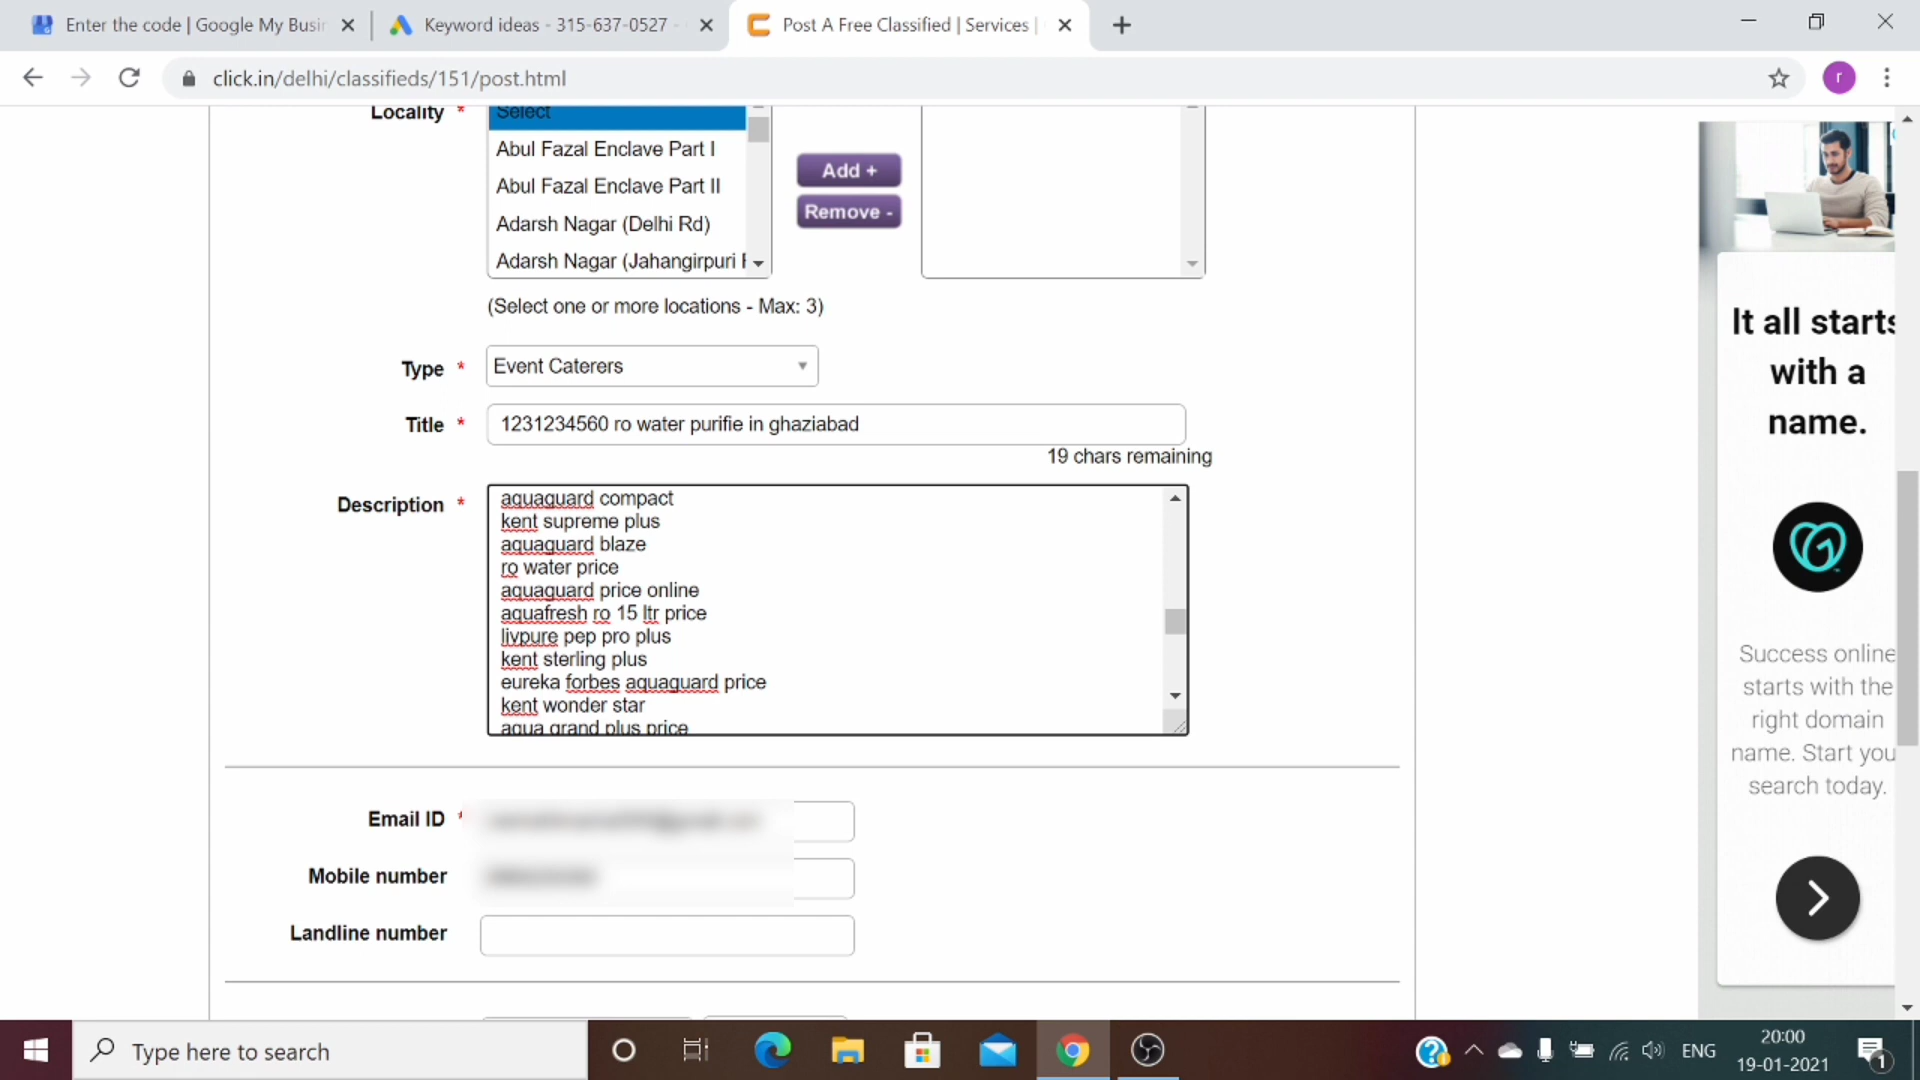 Enter the code | Google My Busi
Keyword ideas - 315-637-0527 -
Post A Free Classified | Services |
click.in/delhi/classifieds/151/post.html
r
Locality *
Select
Abul Fazal Enclave Part I
Abul Fazal Enclave Part II
Adarsh Nagar (Delhi Rd)
Adarsh Nagar (Jahangirpuri
Add +
Remove -
(Select one or more locations - Max: 3)
Type *
Event Caterers
Title *
1231234560 ro water purifie in ghaziabad
19 chars remaining
Description *
aquaguard compact
kent supreme plus
aquaguard blaze
ro water price
aquaguard price online
aquafresh ro 15 ltr price
livpure pep pro plus
kent sterling plus
eureka forbes aquaguard price
kent wonder star
aqua grand plus price
Email ID *
Mobile number
Landline number
It all starts
with a
name.
Success online
starts with the
right domain
name. Start you
search today.
Type here to search
ENG
20:00
19-01-2021
1